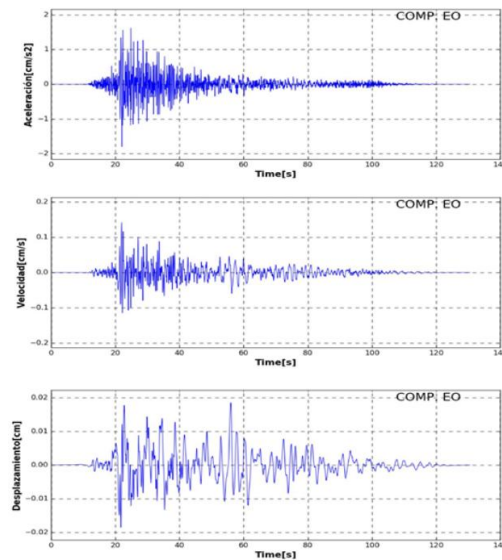 COMP. EO
Aceleración[cm/s2]
2
1
0
−1
−2
0 20 40 60 80 100 120 140
Time[s]
COMP. EO
Velocidad[cm/s]
0.2
0.1
0.0
−0.1
−0.2
0 20 40 60 80 100 120 140
Time[s]
COMP. EO
Desplazamiento[cm]
0.02
0.01
0.00
−0.01
−0.02
0 20 40 60 80 100 120 140
Time[s]